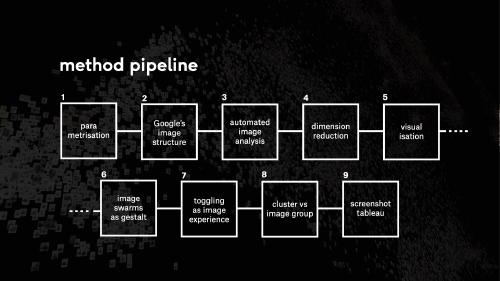 method pipeline
1
para
metrisation
2
Google's
image
structure
3
automated
image
analysis
4
dimension
reduction
5
visual
isation
6
image
swarms
as gestalt
7
toggling
as image
experience
8
cluster vs
image group
9
screenshot
tableau